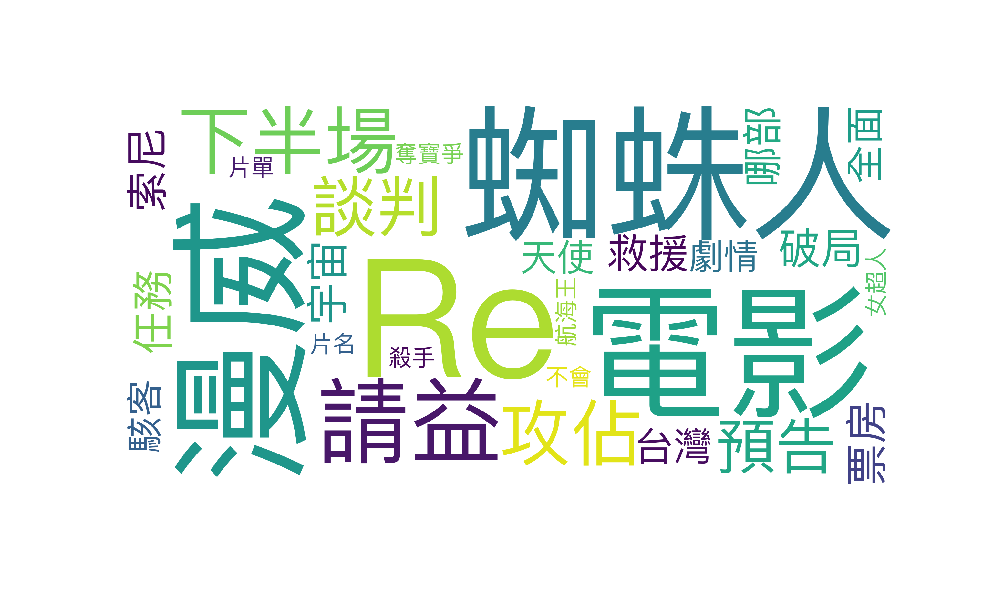 下半場
蜘蛛人
哪部
全面
索尼
片單
奪寶爭
談判
漫威
宇宙
天使
救援
劇情
破局
女超人
任務
Re
航海王
電影
片名
殺手
不會
駭客
請益
攻佔
台灣
預告
票房